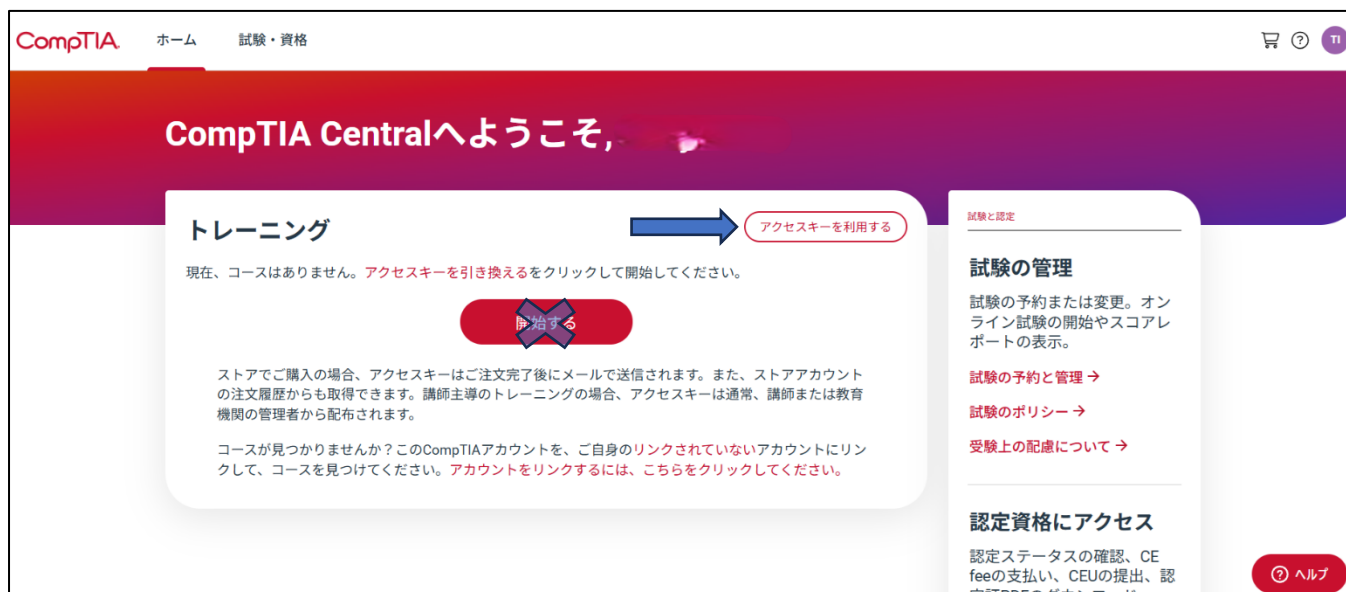 CompTIA. ホーム 試験・資格
TI
CompTIA Centralへようこそ,
トレーニング
アクセスキーを利用する
現在、コースはありません。アクセスキーを引き換えるをクリックして開始してください。
開始する
ストアでご購入の場合、アクセスキーはご注文完了後にメールで送信されます。また、ストアアカウント
の注文履歴からも取得できます。講師主導のトレーニングの場合、アクセスキーは通常、講師または教育
機関の管理者から配布されます。
コースが見つかりませんか？このCompTIAアカウントを、ご自身のリンクされていないアカウントにリン
クして、コースを見つけてください。アカウントをリンクするには、こちらをクリックしてください。
試験と認定
試験の管理
試験の予約または変更。オン
ライン試験の開始やスコアレ
ポートの表示。
試験の予約と管理
試験のポリシー
受験上の配慮について
認定資格にアクセス
認定ステータスの確認、CE
feeの支払い、CEUの提出、認
ヘルプ